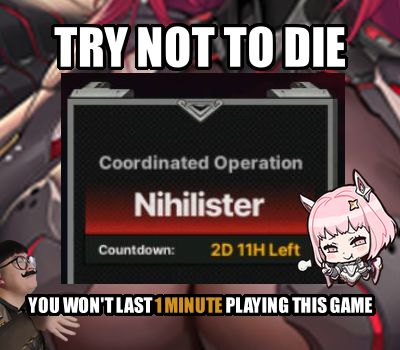 TRY NOT TO DIE
Coordinated Operation
Nihilister
Countdown: 2D 11H Left
YOU WON'T LAST 1 MINUTE PLAYING THIS GAME